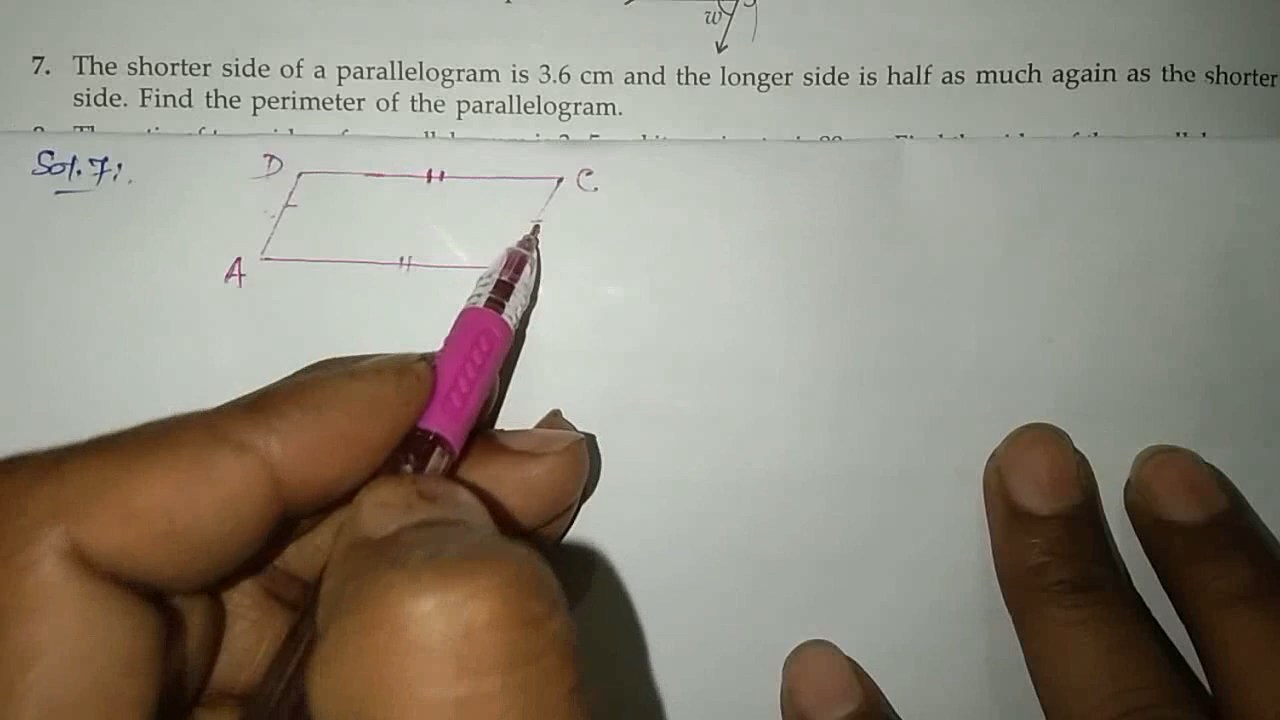 w
7. The shorter side of a parallelogram is 3.6 cm and the longer side is half as much again as the shorter
side. Find the perimeter of the parallelogram.
Sol. 7:
D
C
A